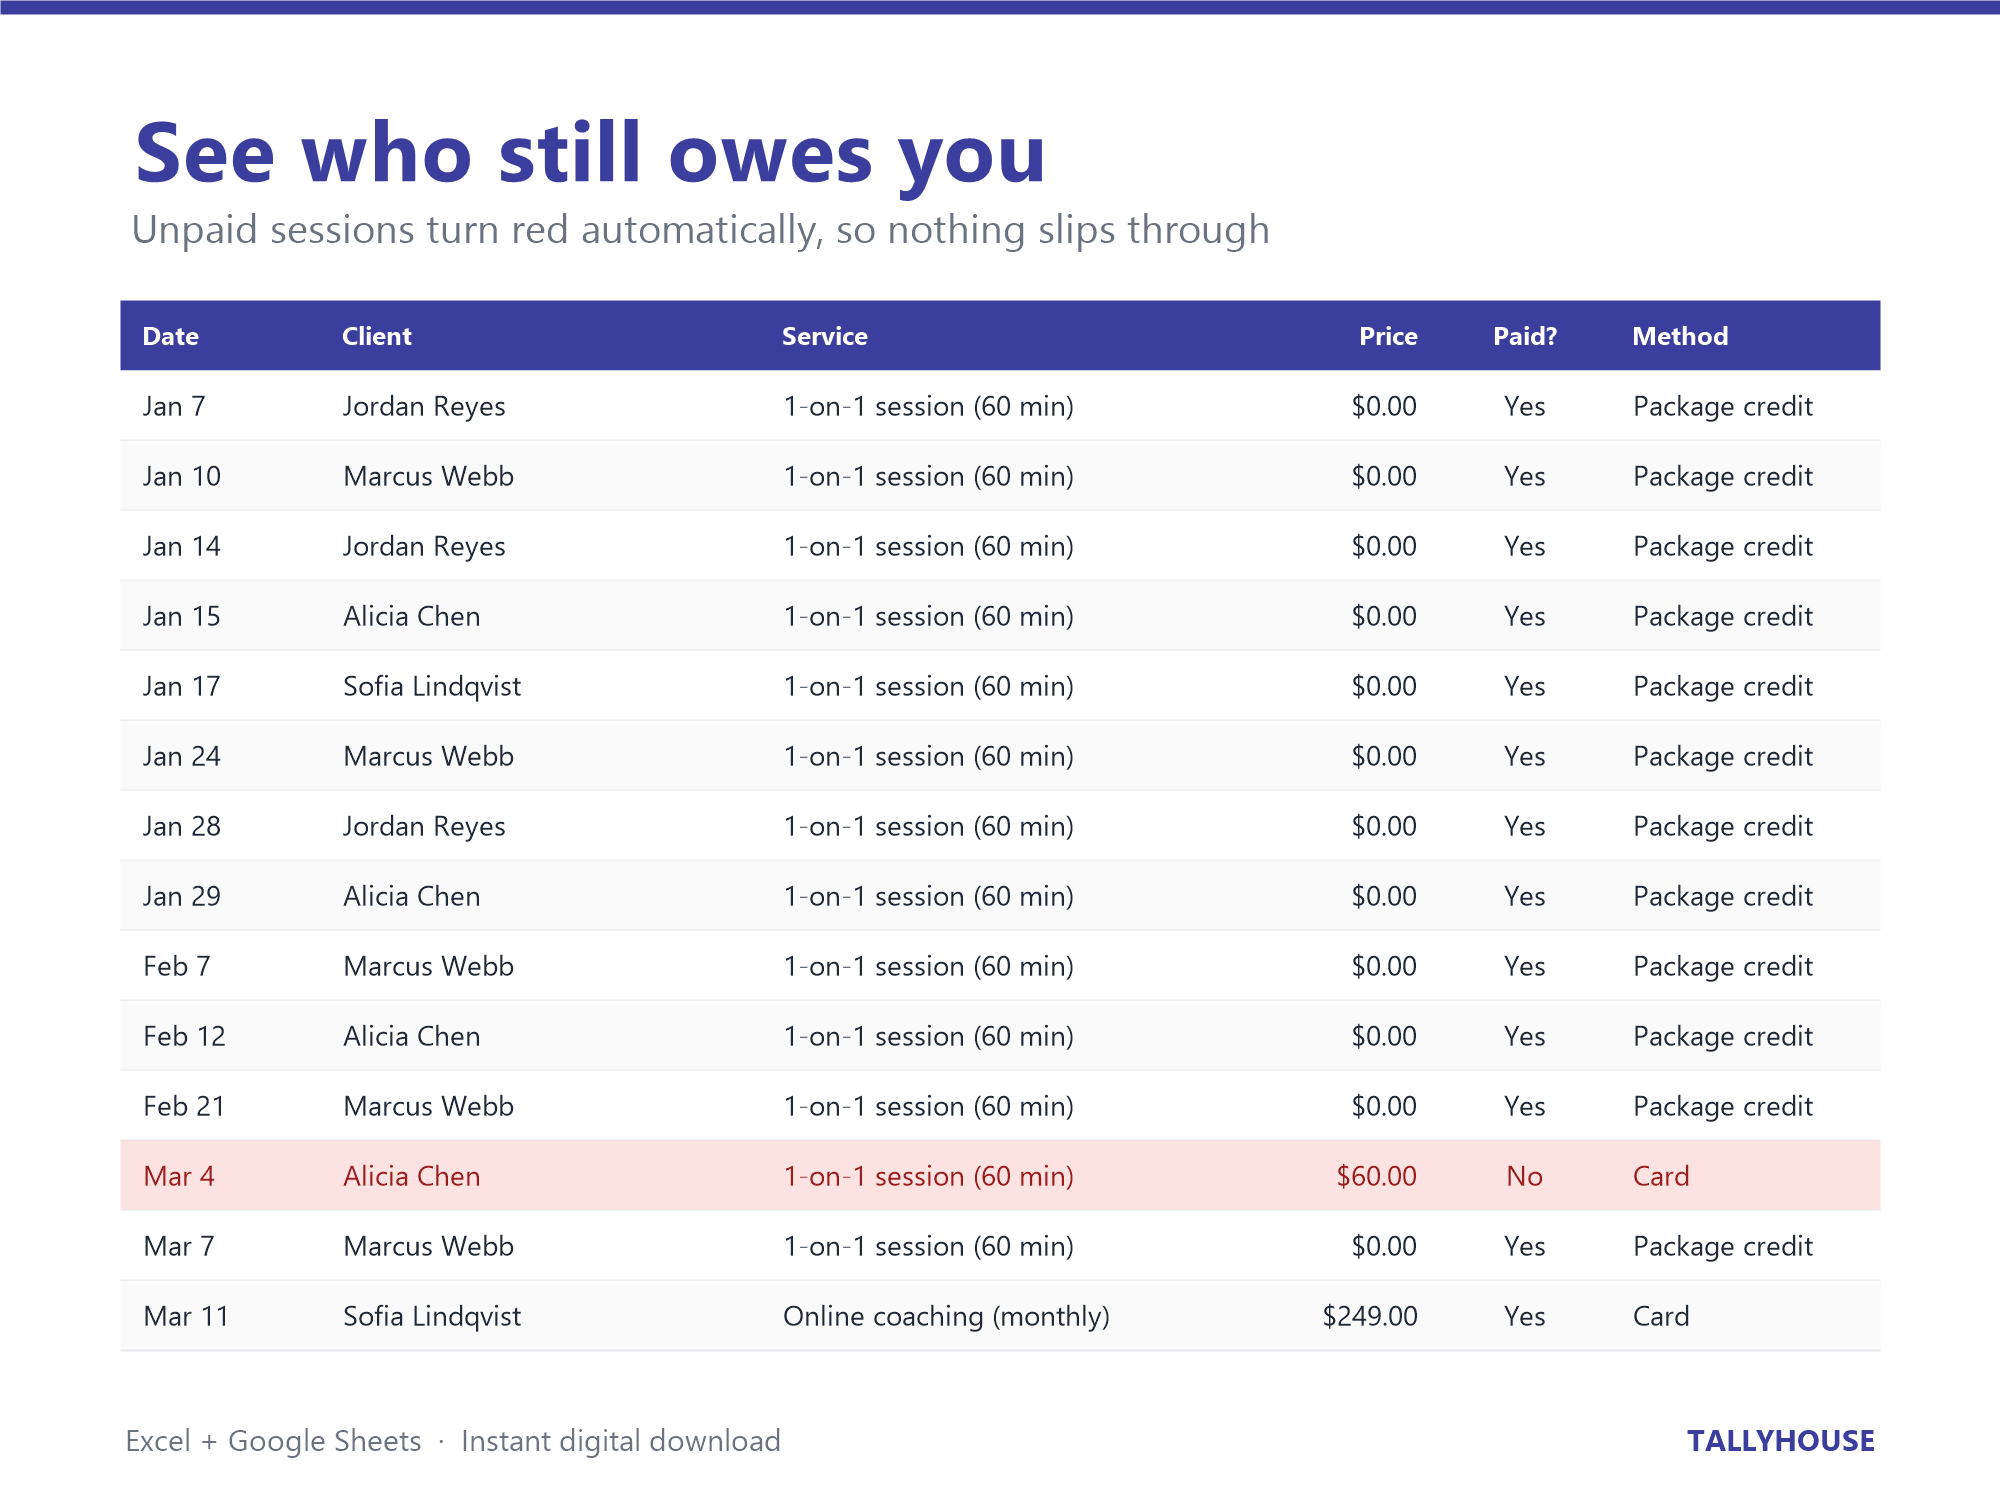 See who still owes you
Unpaid sessions turn red automatically, so nothing slips through
Date Client Service Price Paid? Method
Jan 7 Jordan Reyes 1-on-1 session (60 min) $0.00 Yes Package credit
Jan 10 Marcus Webb 1-on-1 session (60 min) $0.00 Yes Package credit
Jan 14 Jordan Reyes 1-on-1 session (60 min) $0.00 Yes Package credit
Jan 15 Alicia Chen 1-on-1 session (60 min) $0.00 Yes Package credit
Jan 17 Sofia Lindqvist 1-on-1 session (60 min) $0.00 Yes Package credit
Jan 24 Marcus Webb 1-on-1 session (60 min) $0.00 Yes Package credit
Jan 28 Jordan Reyes 1-on-1 session (60 min) $0.00 Yes Package credit
Jan 29 Alicia Chen 1-on-1 session (60 min) $0.00 Yes Package credit
Feb 7 Marcus Webb 1-on-1 session (60 min) $0.00 Yes Package credit
Feb 12 Alicia Chen 1-on-1 session (60 min) $0.00 Yes Package credit
Feb 21 Marcus Webb 1-on-1 session (60 min) $0.00 Yes Package credit
Mar 4 Alicia Chen 1-on-1 session (60 min) $60.00 No Card
Mar 7 Marcus Webb 1-on-1 session (60 min) $0.00 Yes Package credit
Mar 11 Sofia Lindqvist Online coaching (monthly) $249.00 Yes Card
Excel + Google Sheets · Instant digital download TALLYHOUSE